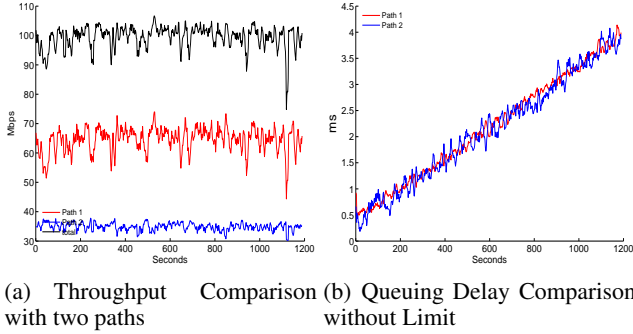 110
100
90
80
70
60
50
40
30
Mbps
Path 1
Path 2
total
0 200 400 600 800 1000 1200
Seconds
4.5
4
3.5
3
2.5
2
1.5
1
0.5
0
ms
Path 1
Path 2
0 200 400 600 800 1000 1200
Seconds
(a) Throughput Comparison
with two paths
(b) Queuing Delay Comparison
without Limit